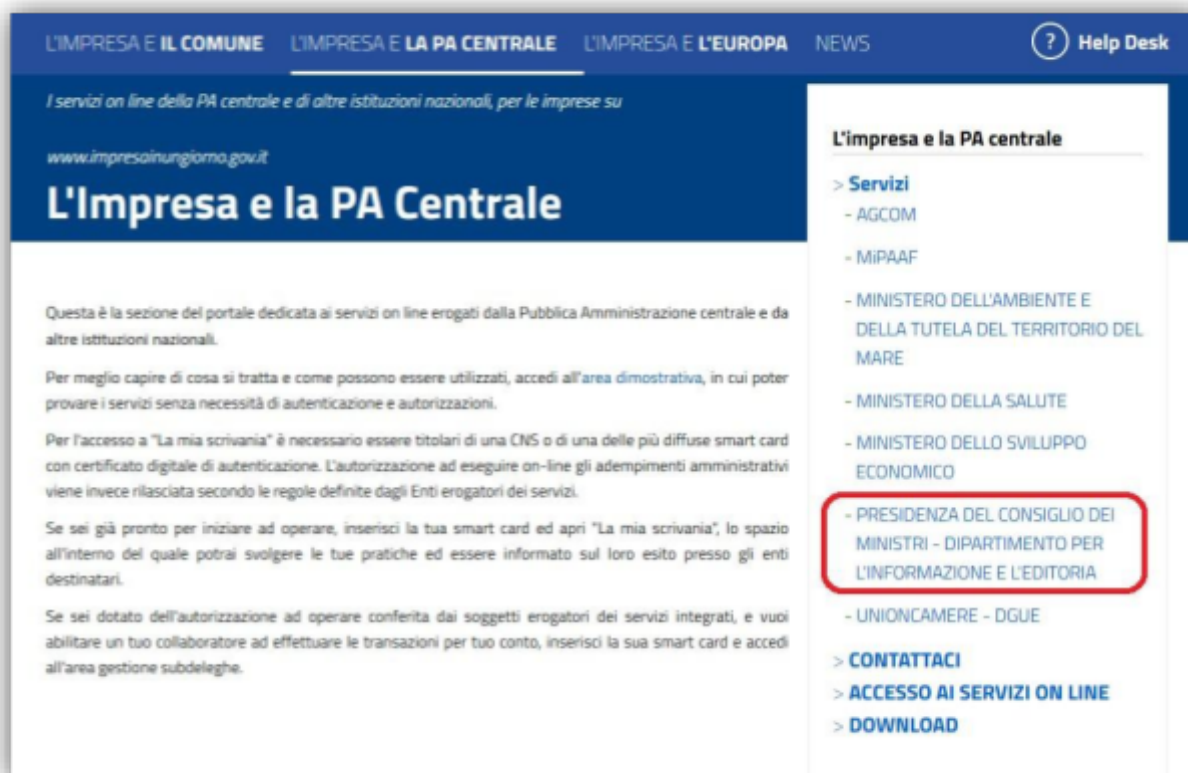 L'IMPRESA E IL COMUNE L'IMPRESA E LA PA CENTRALE L'IMPRESA E L'EUROPA NEWS ? Help Desk
I servizi on line della PA centrale e di altre istituzioni nazionali, per le imprese su
www.impresainungiorno.gov.it
L'Impresa e la PA Centrale
Questa è la sezione del portale dedicata ai servizi on line erogati dalla Pubblica Amministrazione centrale e da
altre istituzioni nazionali.
Per meglio capire di cosa si tratta e come possono essere utilizzati, accedi all'area dimostrativa, in cui poter
provare i servizi senza necessità di autenticazione e autorizzazioni.
Per l'accesso a "La mia scrivania" è necessario essere titolari di una CNS o di una delle più diffuse smart card
con certificato digitale di autenticazione. L'autorizzazione ad eseguire on-line gli adempimenti amministrativi
viene invece rilasciata secondo le regole definite dagli Enti erogatori dei servizi.
Se sei già pronto per iniziare ad operare, inserisci la tua smart card ed apri "La mia scrivania", lo spazio
all'interno del quale potrai svolgere le tue pratiche ed essere informato sul loro esito presso gli enti
destinatari.
Se sei dotato dell'autorizzazione ad operare conferita dai soggetti erogatori dei servizi integrati, e vuoi
abilitare un tuo collaboratore ad effettuare le transazioni per tuo conto, inserisci la sua smart card e accedi
all'area gestione subdeleghe.
L'impresa e la PA centrale
> Servizi
- AGCOM
- MiPAAF
- MINISTERO DELL'AMBIENTE E
DELLA TUTELA DEL TERRITORIO DEL
MARE
- MINISTERO DELLA SALUTE
- MINISTERO DELLO SVILUPPO
ECONOMICO
- PRESIDENZA DEL CONSIGLIO DEI
MINISTRI - DIPARTIMENTO PER
L'INFORMAZIONE E L'EDITORIA
- UNIONCAMERE - DGUE
> CONTATTACI
> ACCESSO AI SERVIZI ON LINE
> DOWNLOAD